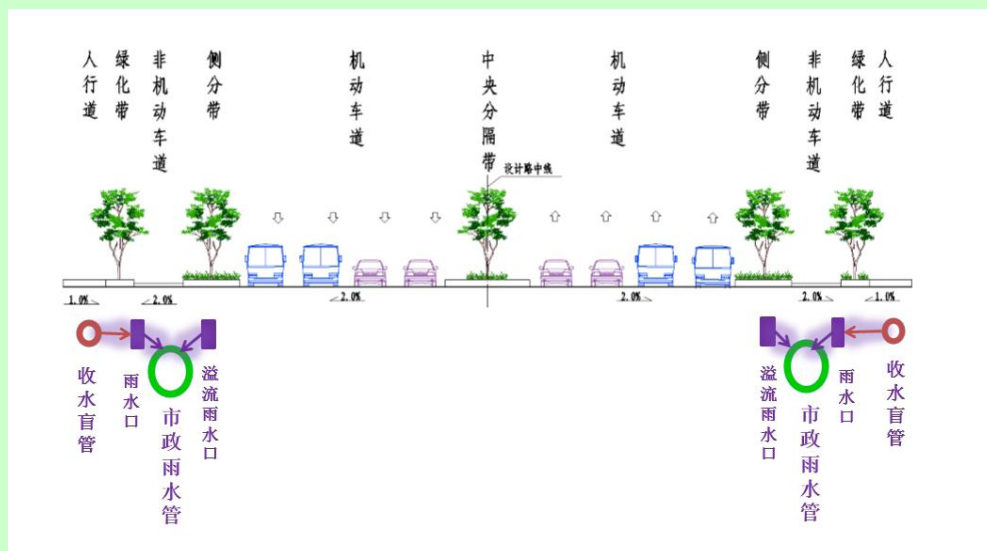 人行道
绿化带
非机动车道
侧分带
机动车道
中央分隔带
机动车道
侧分带
非机动车道
绿化带
人行道
设计路中线
1.0%
2.0%
2.0%
2.0%
2.0%
1.0%
收水盲管
雨水口
市政雨水管
溢流雨水口
溢流雨水口
市政雨水管
雨水口
收水盲管